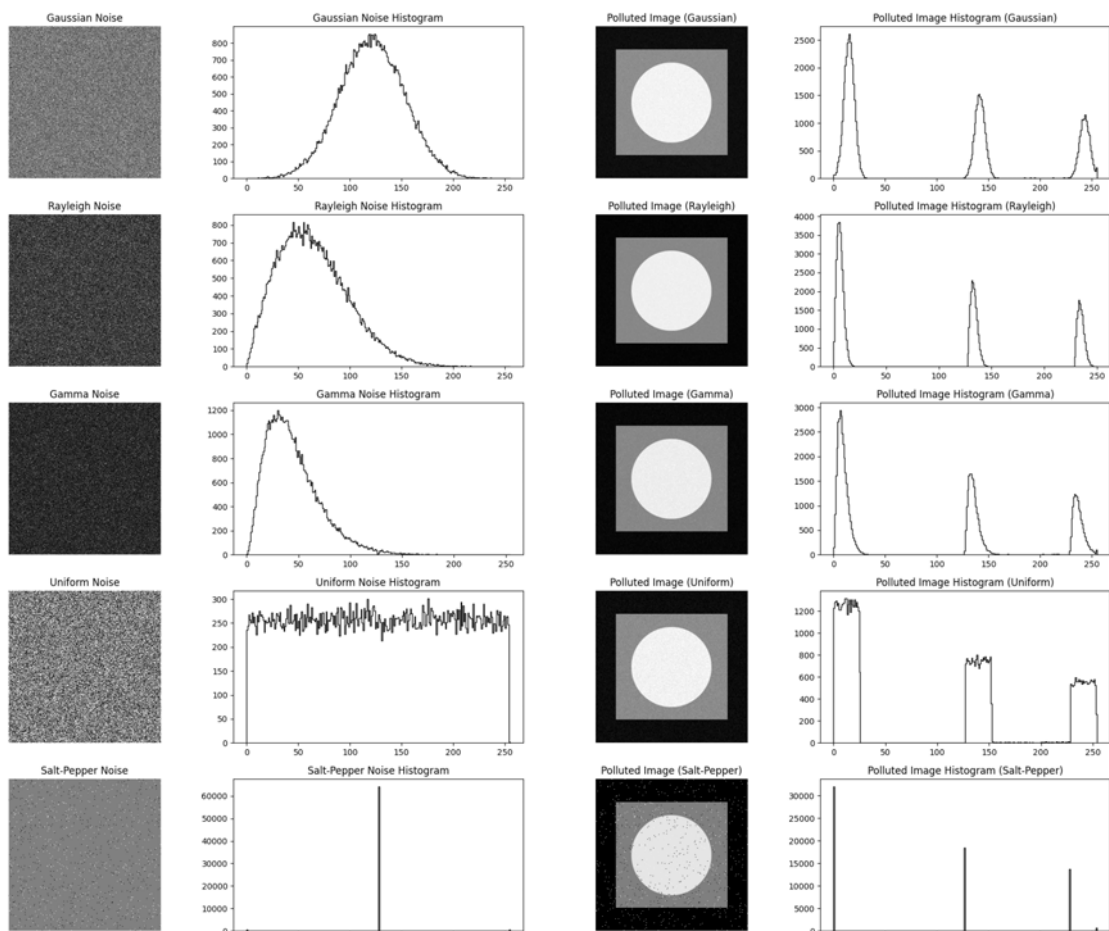 Gaussian Noise
Gaussian Noise Histogram
Polluted Image (Gaussian)
Polluted Image Histogram (Gaussian)
800
700
600
500
400
300
200
100
0
0 50 100 150 200 250
2500
2000
1500
1000
500
0
0 50 100 150 200 250
Rayleigh Noise
Rayleigh Noise Histogram
Polluted Image (Rayleigh)
Polluted Image Histogram (Rayleigh)
800
700
600
500
400
300
200
100
0
0 50 100 150 200 250
4000
3500
3000
2500
2000
1500
1000
500
0
0 50 100 150 200 250
Gamma Noise
Gamma Noise Histogram
Polluted Image (Gamma)
Polluted Image Histogram (Gamma)
1200
1000
800
600
400
200
0
0 50 100 150 200 250
3000
2500
2000
1500
1000
500
0
0 50 100 150 200 250
Uniform Noise
Uniform Noise Histogram
Polluted Image (Uniform)
Polluted Image Histogram (Uniform)
300
250
200
150
100
50
0
0 50 100 150 200 250
1200
1000
800
600
400
200
0
0 50 100 150 200 250
Salt-Pepper Noise
Salt-Pepper Noise Histogram
Polluted Image (Salt-Pepper)
Polluted Image Histogram (Salt-Pepper)
60000
50000
40000
30000
20000
10000
0
30000
25000
20000
15000
10000
5000
0